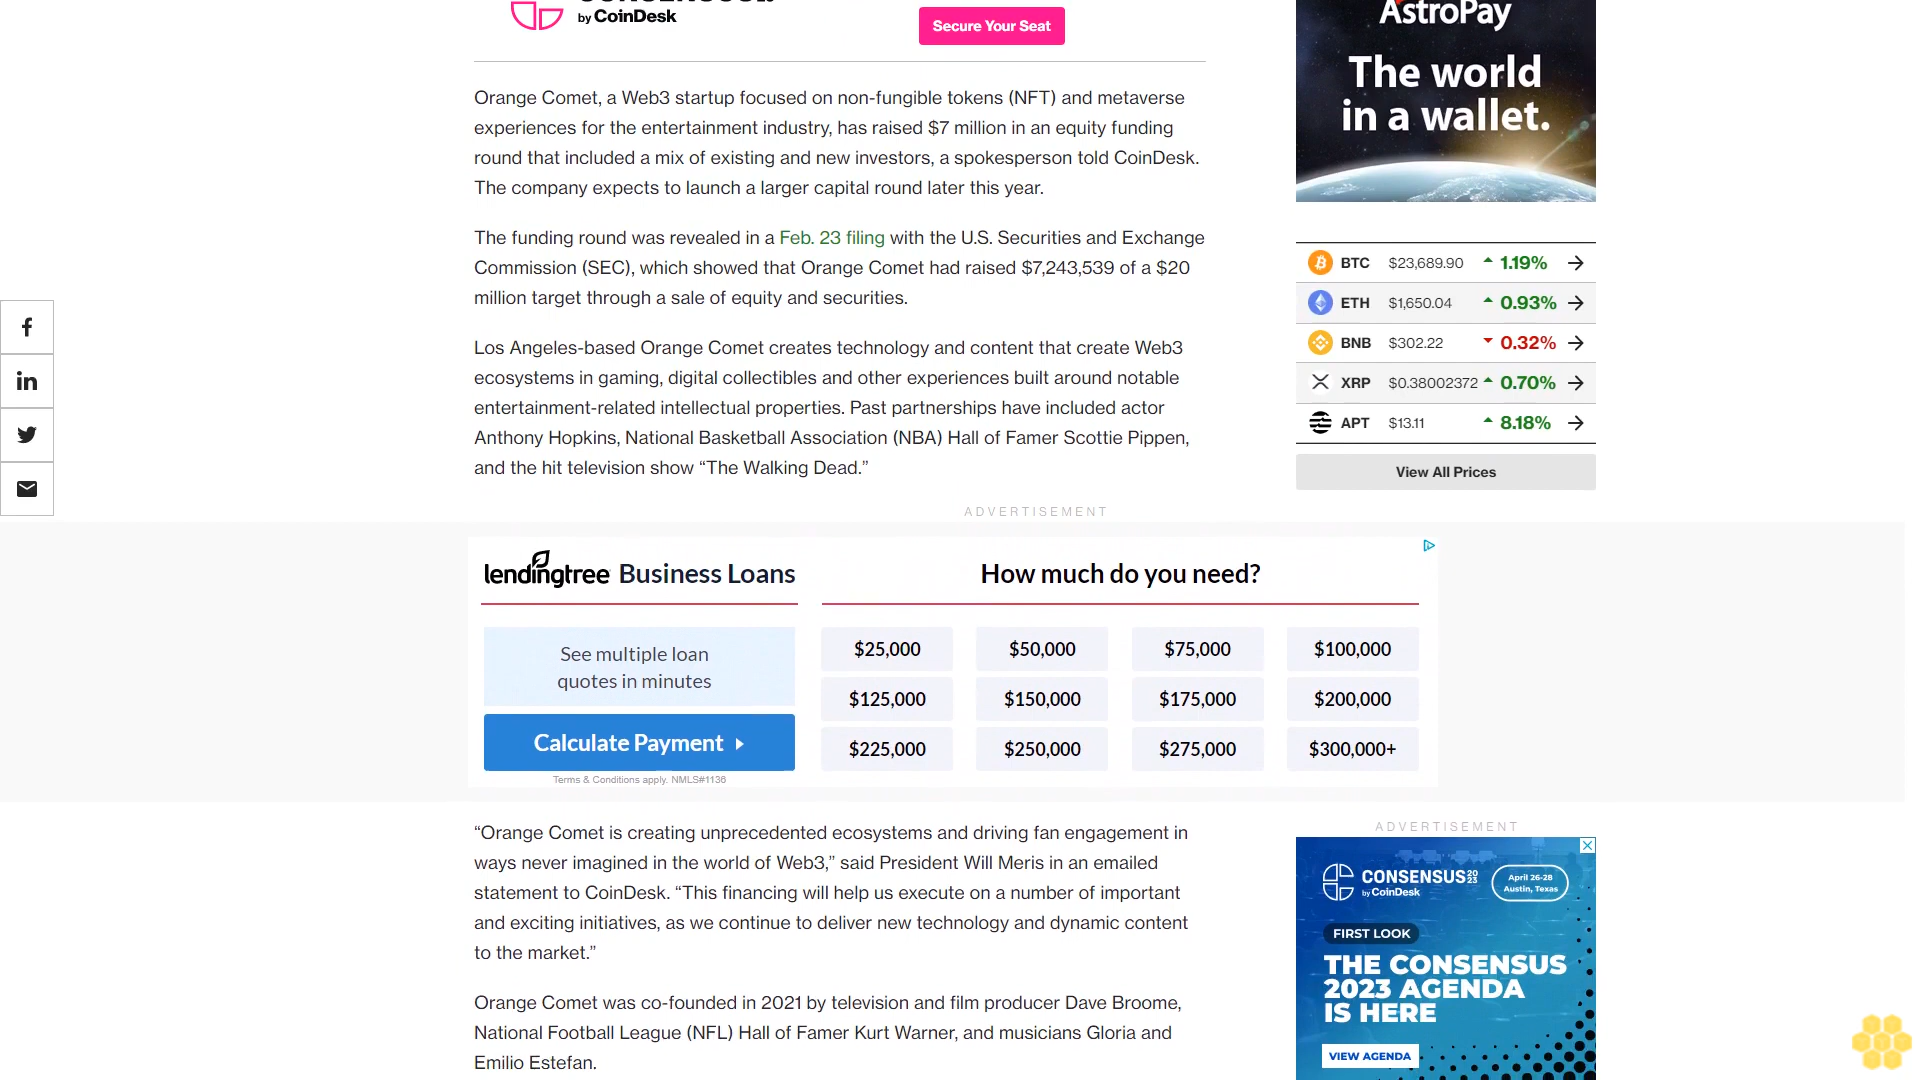 by CoinDesk
Secure Your Seat
Orange Comet, a Web3 startup focused on non-fungible tokens (NFT) and metaverse
experiences for the entertainment industry, has raised $7 million in an equity funding
round that included a mix of existing and new investors, a spokesperson told CoinDesk.
The company expects to launch a larger capital round later this year.
The funding round was revealed in a Feb. 23 filing with the U.S. Securities and Exchange
Commission (SEC), which showed that Orange Comet had raised $7,243,539 of a $20
million target through a sale of equity and securities.
Los Angeles-based Orange Comet creates technology and content that create Web3
ecosystems in gaming, digital collectibles and other experiences built around notable
entertainment-related intellectual properties. Past partnerships have included actor
Anthony Hopkins, National Basketball Association (NBA) Hall of Famer Scottie Pippen,
and the hit television show “The Walking Dead.”
AstroPay
The world
in a wallet.
BTC $23,689.90 1.19%
ETH $1,650.04 0.93%
BNB $302.22 0.32%
XRP $0.38002372 0.70%
APT $13.11 8.18%
View All Prices
ADVERTISEMENT
lendingtree Business Loans
See multiple loan
quotes in minutes
Calculate Payment
Terms & Conditions apply. NMLS#1136
How much do you need?
$25,000 $50,000 $75,000 $100,000
$125,000 $150,000 $175,000 $200,000
$225,000 $250,000 $275,000 $300,000+
“Orange Comet is creating unprecedented ecosystems and driving fan engagement in
ways never imagined in the world of Web3,” said President Will Meris in an emailed
statement to CoinDesk. “This financing will help us execute on a number of important
and exciting initiatives, as we continue to deliver new technology and dynamic content
to the market.”
Orange Comet was co-founded in 2021 by television and film producer Dave Broome,
National Football League (NFL) Hall of Famer Kurt Warner, and musicians Gloria and
Emilio Estefan.
ADVERTISEMENT
CONSENSUS 2023
by CoinDesk
April 26-28
Austin, Texas
FIRST LOOK
THE CONSENSUS
2023 AGENDA
IS HERE
VIEW AGENDA